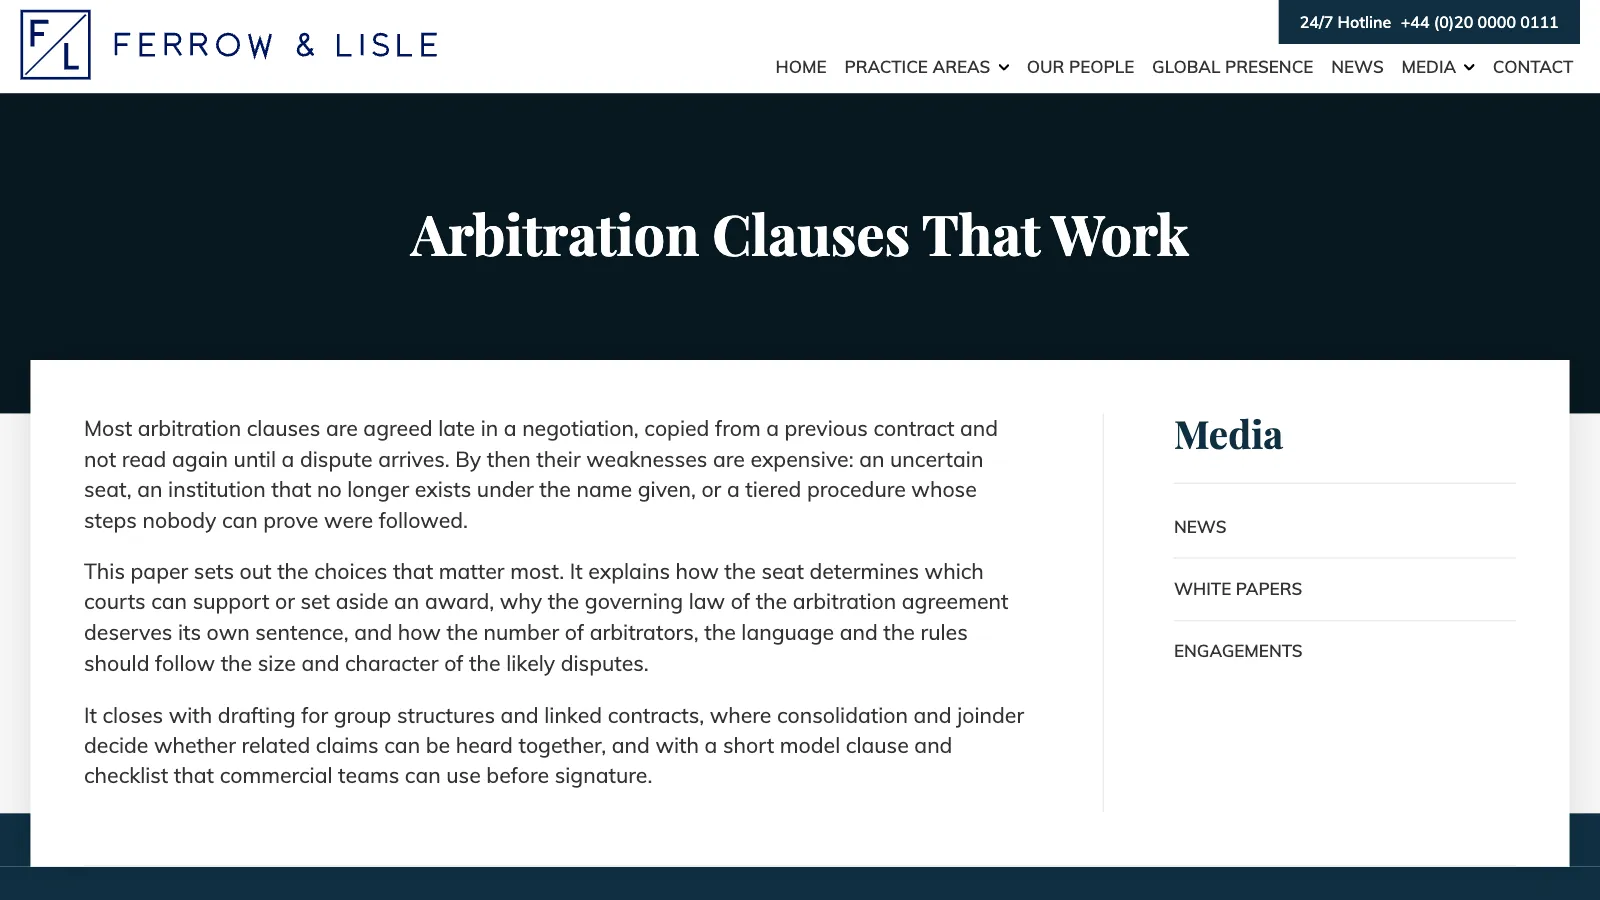 F L FERROW & LISLE
24/7 Hotline +44 (0)20 0000 0111
HOME PRACTICE AREAS OUR PEOPLE GLOBAL PRESENCE NEWS MEDIA CONTACT
Arbitration Clauses That Work
Most arbitration clauses are agreed late in a negotiation, copied from a previous contract and
not read again until a dispute arrives. By then their weaknesses are expensive: an uncertain
seat, an institution that no longer exists under the name given, or a tiered procedure whose
steps nobody can prove were followed.
This paper sets out the choices that matter most. It explains how the seat determines which
courts can support or set aside an award, why the governing law of the arbitration agreement
deserves its own sentence, and how the number of arbitrators, the language and the rules
should follow the size and character of the likely disputes.
It closes with drafting for group structures and linked contracts, where consolidation and joinder
decide whether related claims can be heard together, and with a short model clause and
checklist that commercial teams can use before signature.
Media
NEWS
WHITE PAPERS
ENGAGEMENTS